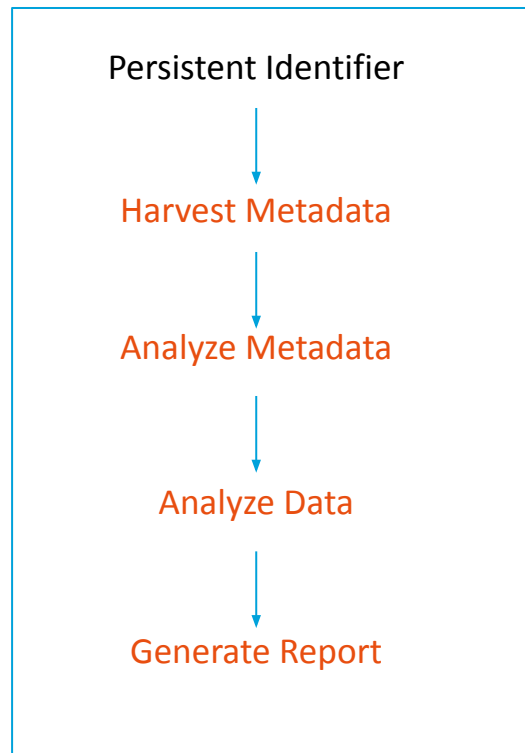 Persistent Identifier
Harvest Metadata
Analyze Metadata
Analyze Data
Generate Report